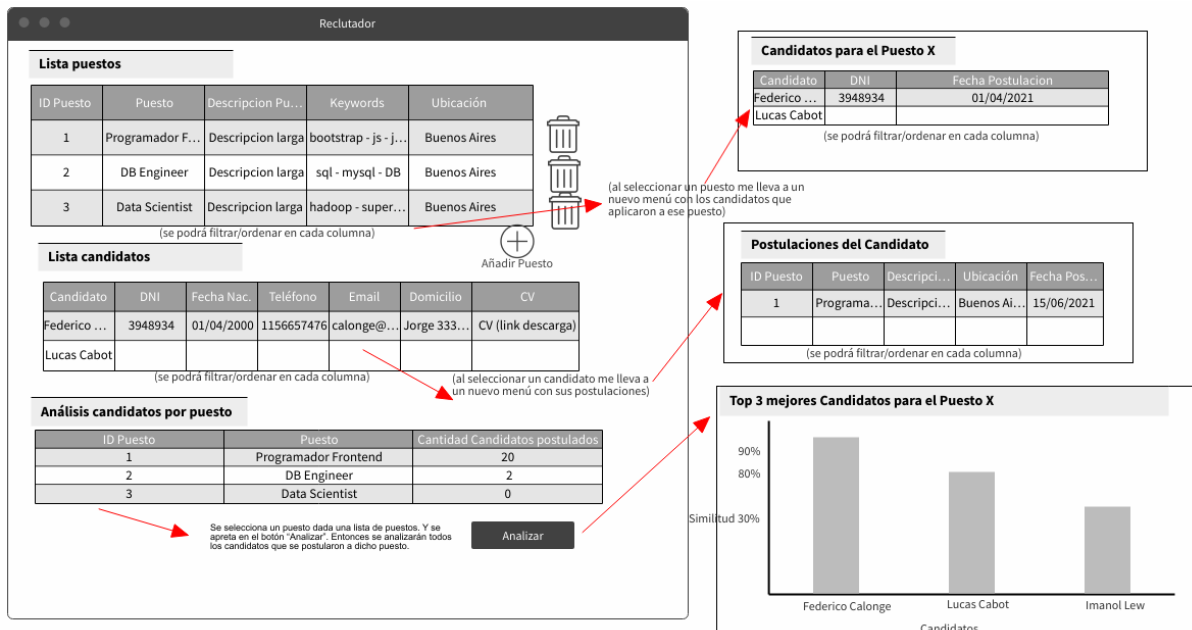 Reclutador
Lista puestos
ID Puesto Puesto Descripcion Pu... Keywords Ubicación
1 Programador F... Descripcion larga bootstrap - js - j... Buenos Aires
2 DB Engineer Descripcion larga sql - mysql - DB Buenos Aires
3 Data Scientist Descripcion larga hadoop - super... Buenos Aires
(se podrá filtrar/ordenar en cada columna)
Añadir Puesto
Lista candidatos
Candidato DNI Fecha Nac. Teléfono Email Domicilio CV
Federico ... 3948934 01/04/2000 1156657476 calonge@... Jorge 333... CV (link descarga)
Lucas Cabot
(se podrá filtrar/ordenar en cada columna)
(al seleccionar un candidato me lleva a
un nuevo menú con sus postulaciones)
Análisis candidatos por puesto
ID Puesto Puesto Cantidad Candidatos postulados
1 Programador Frontend 20
2 DB Engineer 2
3 Data Scientist 0
Se selecciona un puesto dada una lista de puestos. Y se
apreta en el botón "Analizar". Entonces se analizarán todos
los candidatos que se postularon a dicho puesto.
Analizar
Candidatos para el Puesto X
Candidato DNI Fecha Postulacion
Federico ... 3948934 01/04/2021
Lucas Cabot
(se podrá filtrar/ordenar en cada columna)
(al seleccionar un puesto me lleva a un
nuevo menú con los candidatos que
aplicaron a ese puesto)
Postulaciones del Candidato
ID Puesto Puesto Descripci... Ubicación Fecha Pos...
1 Programa... Descripci... Buenos Ai... 15/06/2021
(se podrá filtrar/ordenar en cada columna)
Top 3 mejores Candidatos para el Puesto X
90%
80%
Similitud 30%
Federico Calonge Lucas Cabot Imanol Lew
Candidatos